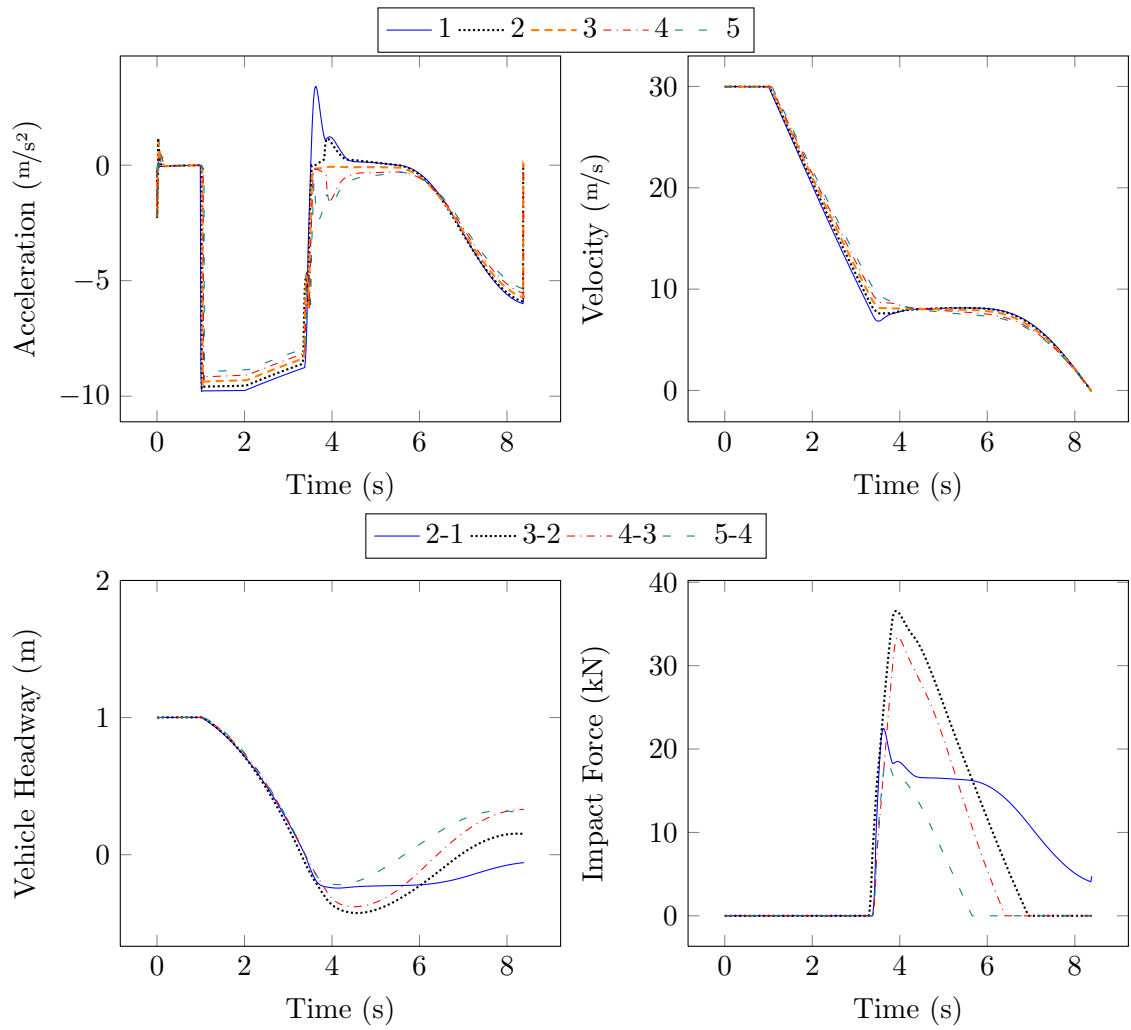 1 2 3 4 5
0
−5
−10
0 2 4 6 8
Time (s)
Acceleration (m/s²)
30
20
10
0
0 2 4 6 8
Time (s)
Velocity (m/s)
2-1 3-2 4-3 5-4
2
1
0
0 2 4 6 8
Time (s)
Vehicle Headway (m)
40
30
20
10
0
0 2 4 6 8
Time (s)
Impact Force (kN)